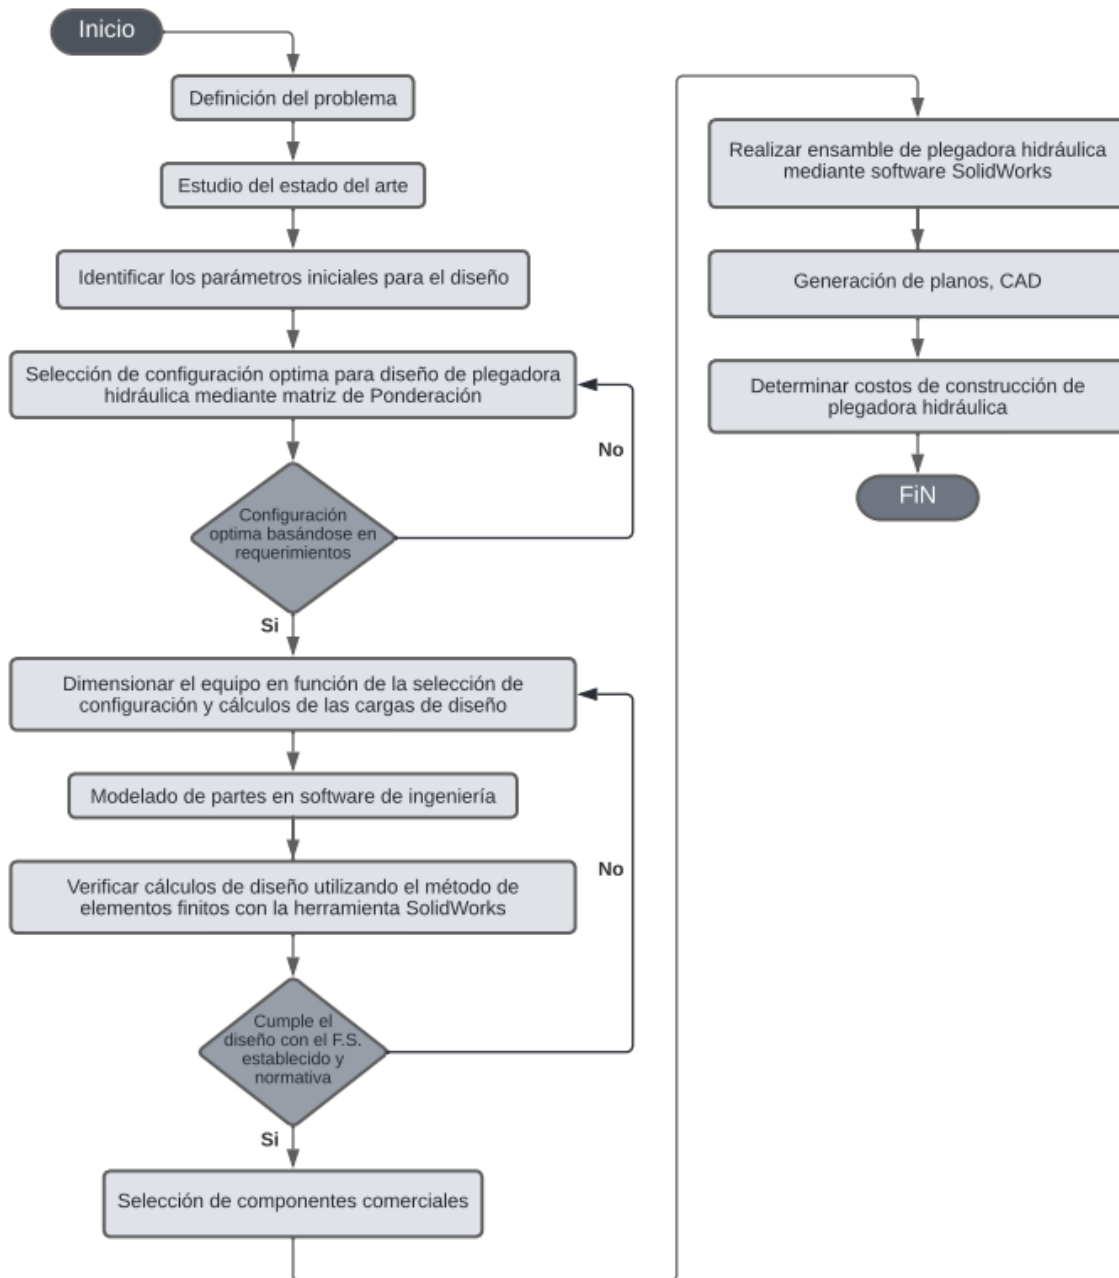 Inicio
Definición del problema
Estudio del estado del arte
Identificar los parámetros iniciales para el diseño
Selección de configuración optima para diseño de plegadora
hidráulica mediante matriz de Ponderación
No
Configuración
optima basándose en
requerimientos
Si
Dimensionar el equipo en función de la selección de
configuración y cálculos de las cargas de diseño
Modelado de partes en software de ingeniería
No
Verificar cálculos de diseño utilizando el método de
elementos finitos con la herramienta SolidWorks
Cumple el
diseño con el F.S.
establecido y
normativa
Si
Selección de componentes comerciales
Realizar ensamble de plegadora hidráulica
mediante software SolidWorks
Generación de planos, CAD
Determinar costos de construcción de
plegadora hidráulica
FiN